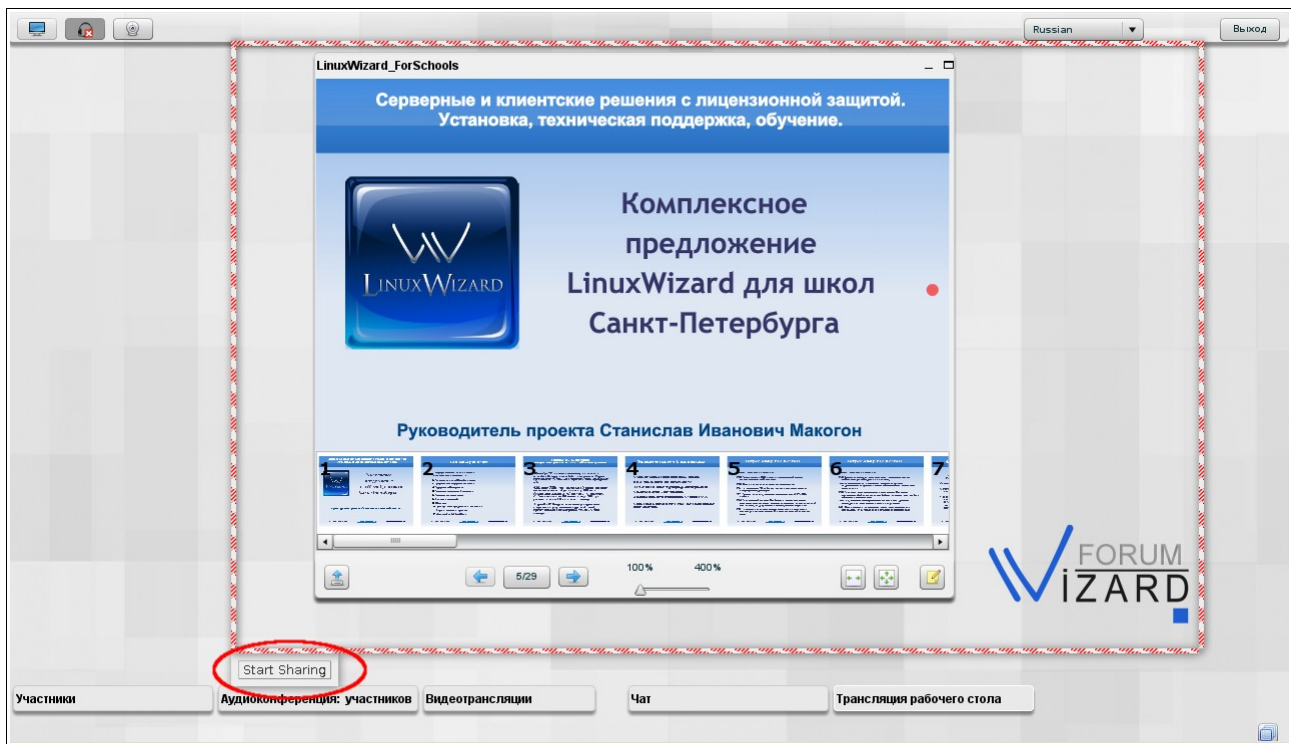 Russian
Выход
LinuxWizard_ForSchools
Серверные и клиентские решения с лицензионной защитой.
Установка, техническая поддержка, обучение.
Комплексное
предложение
LinuxWizard для школ
Санкт-Петербурга
LINUXWIZARD
Руководитель проекта Станислав Иванович Макогон
1 2 3 4 5 6 7
5/29
100% 400%
FORUM
WiZARD
Start Sharing
Участники
Аудиоконференция: участников
Видеотрансляции
Чат
Трансляция рабочего стола